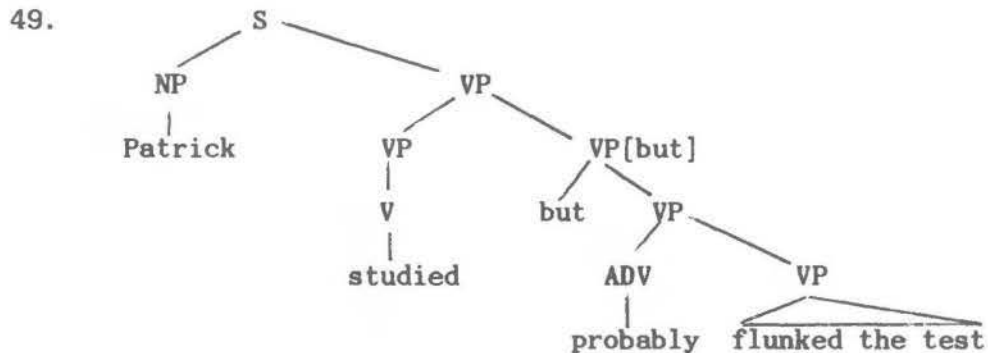 49. S
NP VP
Patrick VP VP[but]
V but VP
studied ADV VP
probably flunked the test